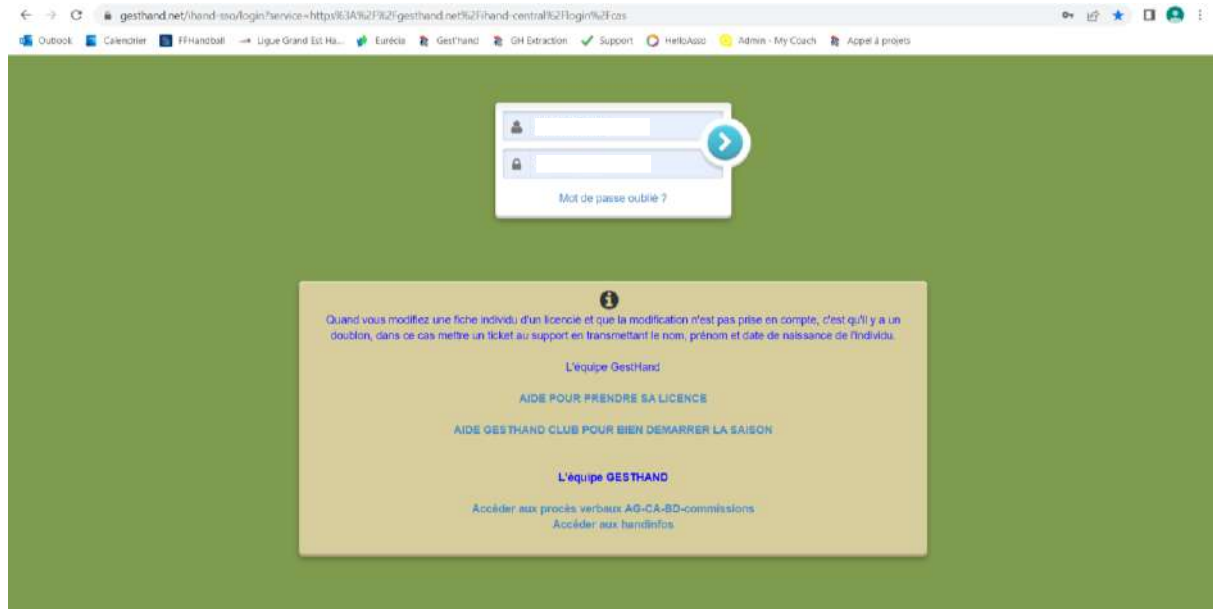 gesthand.net/ihand-sso/login?service=https%3A%2F%2Fgesthand.net%2Fihand-central%2Flogin%2Fcas
Outlook Calendrier FFHandball Ligue Grand Est Ha... Eurécia Gest'hand GH Extraction Support HelloAsso Admin - My Coach Appel à projets
Mot de passe oublié ?
Quand vous modifiez une fiche individu d'un licencie et que la modification n'est pas prise en compte, c'est qu'il y a un
doublon, dans ce cas mettre un ticket au support en transmettant le nom, prénom et date de naissance de l'individu.
L'équipe GestHand
AIDE POUR PRENDRE SA LICENCE
AIDE GESTHAND CLUB POUR BIEN DEMARRER LA SAISON
L'équipe GESTHAND
Accéder aux procès verbaux AG-CA-BD-commissions
Accéder aux handinfos